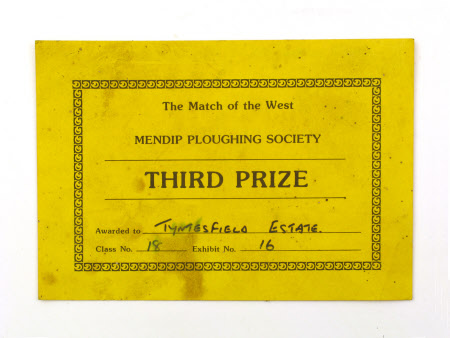 The Match of the West
MENDIP PLOUGHING SOCIETY
THIRD PRIZE
Awarded to TYNTESFIELD ESTATE.
Class No. 18 Exhibit No. 16